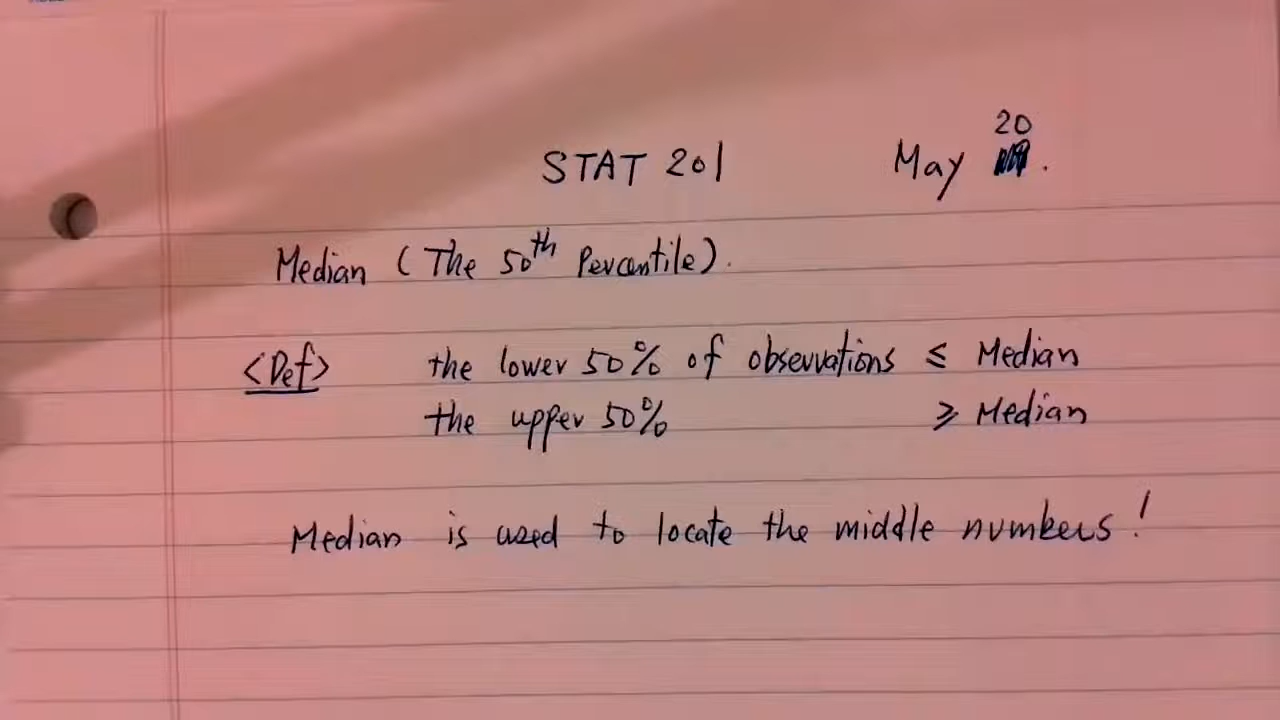 STAT 201 May 20.
Median (The 50th Percentile).
<Def> the lower 50% of observations ≤ Median
the upper 50% ≥ Median
Median is used to locate the middle numbers!